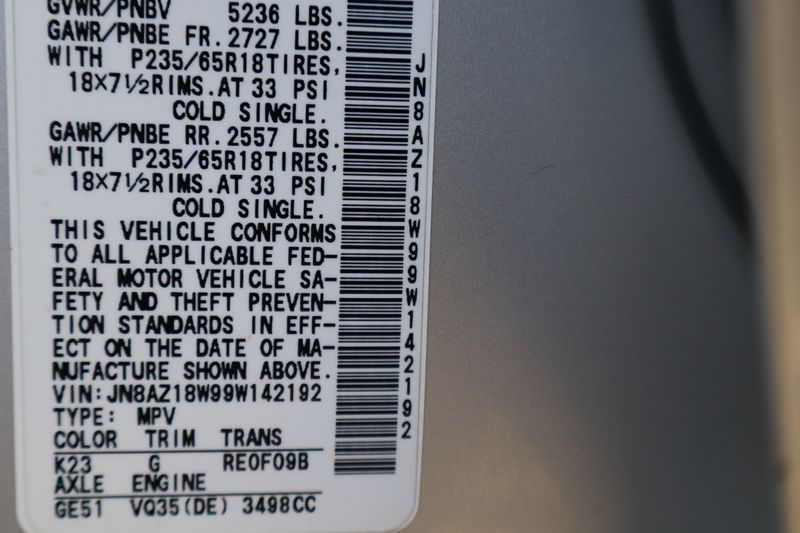 GVWR/PNBV 5236 LBS.
GAWR/PNBE FR. 2727 LBS.
WITH P235/65R18TIRES,
18X7½RIMS.AT 33 PSI
COLD SINGLE.
GAWR/PNBE RR. 2557 LBS.
WITH P235/65R18TIRES,
18X7½RIMS.AT 33 PSI
COLD SINGLE.
THIS VEHICLE CONFORMS
TO ALL APPLICABLE FED-
ERAL MOTOR VEHICLE SA-
FETY AND THEFT PREVEN-
TION STANDARDS IN EFF-
ECT ON THE DATE OF MA-
NUFACTURE SHOWN ABOVE.
VIN:JN8AZ18W99W142192
TYPE: MPV
COLOR TRIM TRANS
K23 G RE0F09B
AXLE ENGINE
GE51 VQ35(DE) 3498CC
JN8AZ18W99W142192